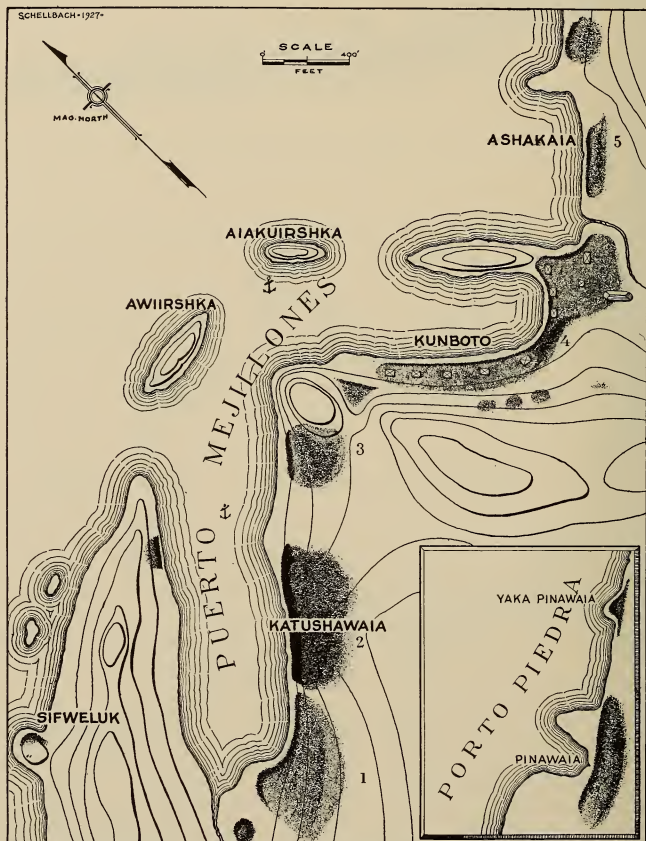 SCHELLBACH-1927-
SCALE
0 400'
FEET
MAG. NORTH
ASHAKAIA
5
AIAKUIRSHKA
AWIIRSHKA
KUNBOTO
4
PUERTO MEJILLONES
3
KATUSHAWAIA
2
SIFWELUK
1
YAKA PINAWAIA
PORTO PIEDRA
PINAWAIA